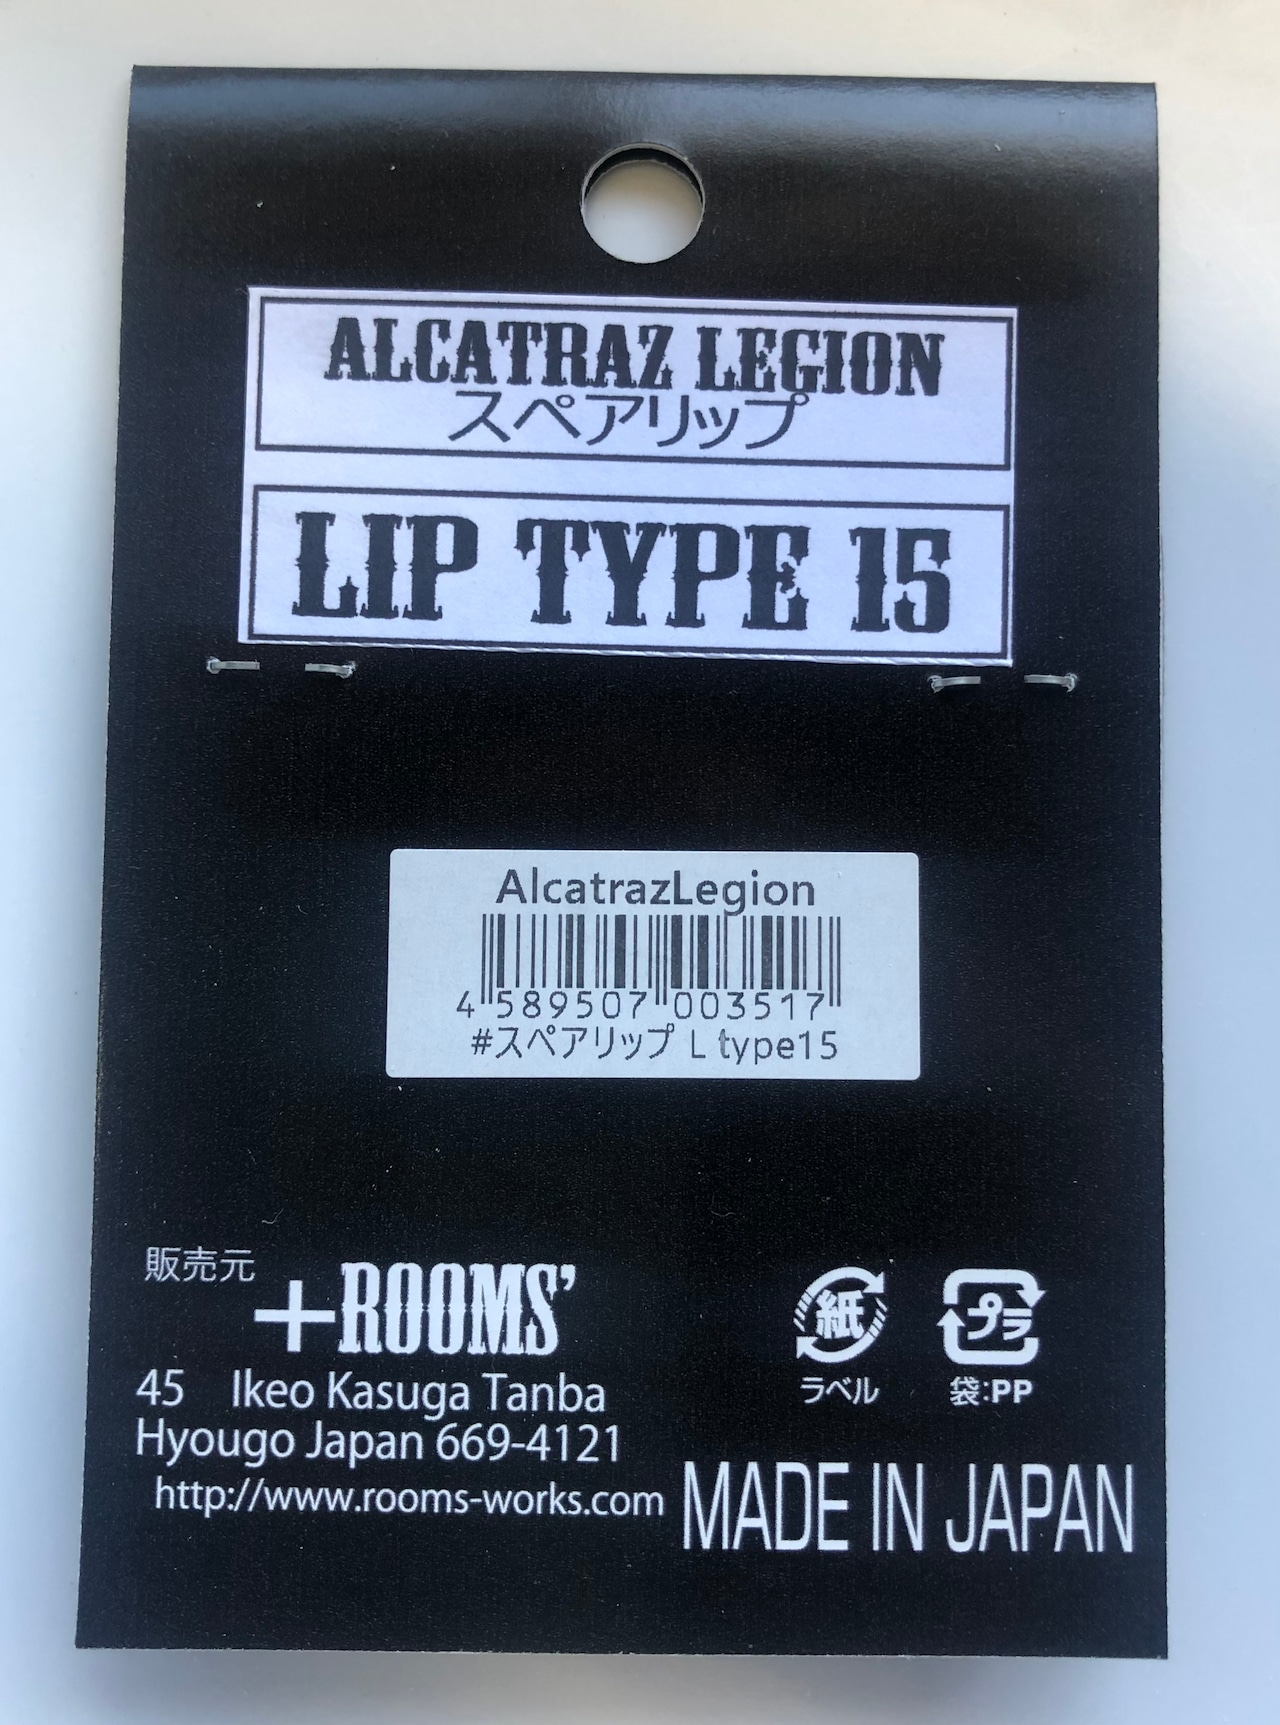 ALCATRAZ LEGION
スペアリップ
LIP TYPE 15
AlcatrazLegion
4 589507 003517
#スペアリップ L type15
販売元
+ROOMS'
45 Ikeo Kasuga Tanba
Hyougo Japan 669-4121
http://www.rooms-works.com
紙
ラベル
プラ
袋:PP
MADE IN JAPAN